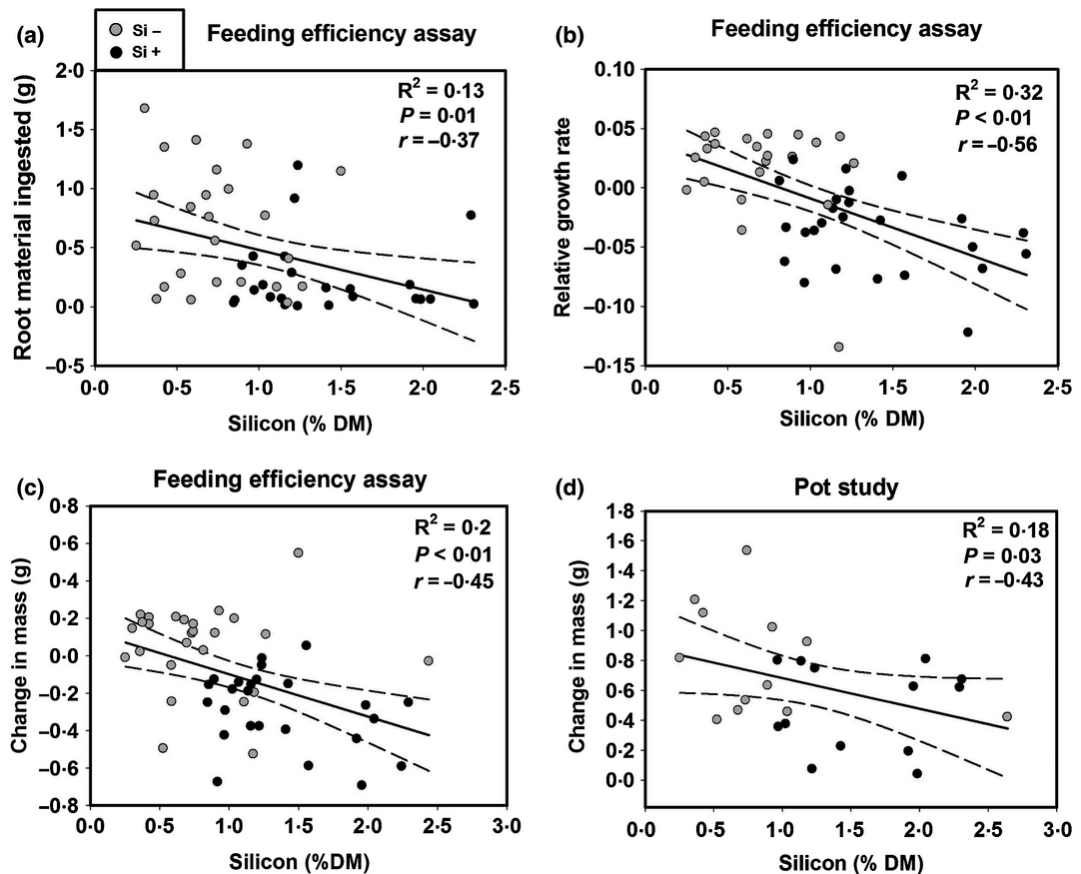 (a)
Si –
Si +
Feeding efficiency assay
R² = 0·13
P = 0·01
r = –0·37
Root material ingested (g)
2·0
1·5
1·0
0·5
0·0
–0·5
0·0 0·5 1·0 1·5 2·0 2·5
Silicon (% DM)
(b)
Feeding efficiency assay
R² = 0·32
P < 0·01
r = –0·56
Relative growth rate
0.10
0·05
0·00
–0·05
–0·10
–0·15
0·0 0·5 1·0 1·5 2·0 2·5
Silicon (% DM)
(c)
Feeding efficiency assay
R² = 0·2
P < 0·01
r = –0·45
Change in mass (g)
0·8
0·6
0·4
0·2
0·0
–0·2
–0·4
–0·6
–0·8
0·0 0·5 1·0 1·5 2·0 2·5 3·0
Silicon (%DM)
(d)
Pot study
R² = 0·18
P = 0·03
r = –0·43
Change in mass (g)
1·8
1·6
1·4
1·2
1·0
0·8
0·6
0·4
0·2
0·0
0·0 0·5 1·0 1·5 2·0 2·5 3·0
Silicon (% DM)